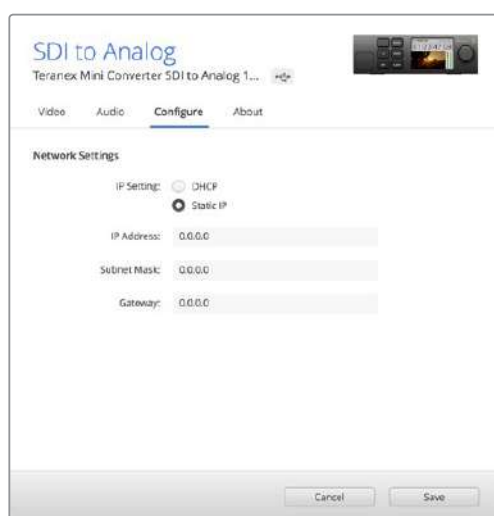 SDI to Analog
Teranex Mini Converter SDI to Analog 1...
Video Audio Configure About
Network Settings
IP Setting: DHCP
Static IP
IP Address: 0.0.0.0
Subnet Mask: 0.0.0.0
Gateway: 0.0.0.0
Cancel Save